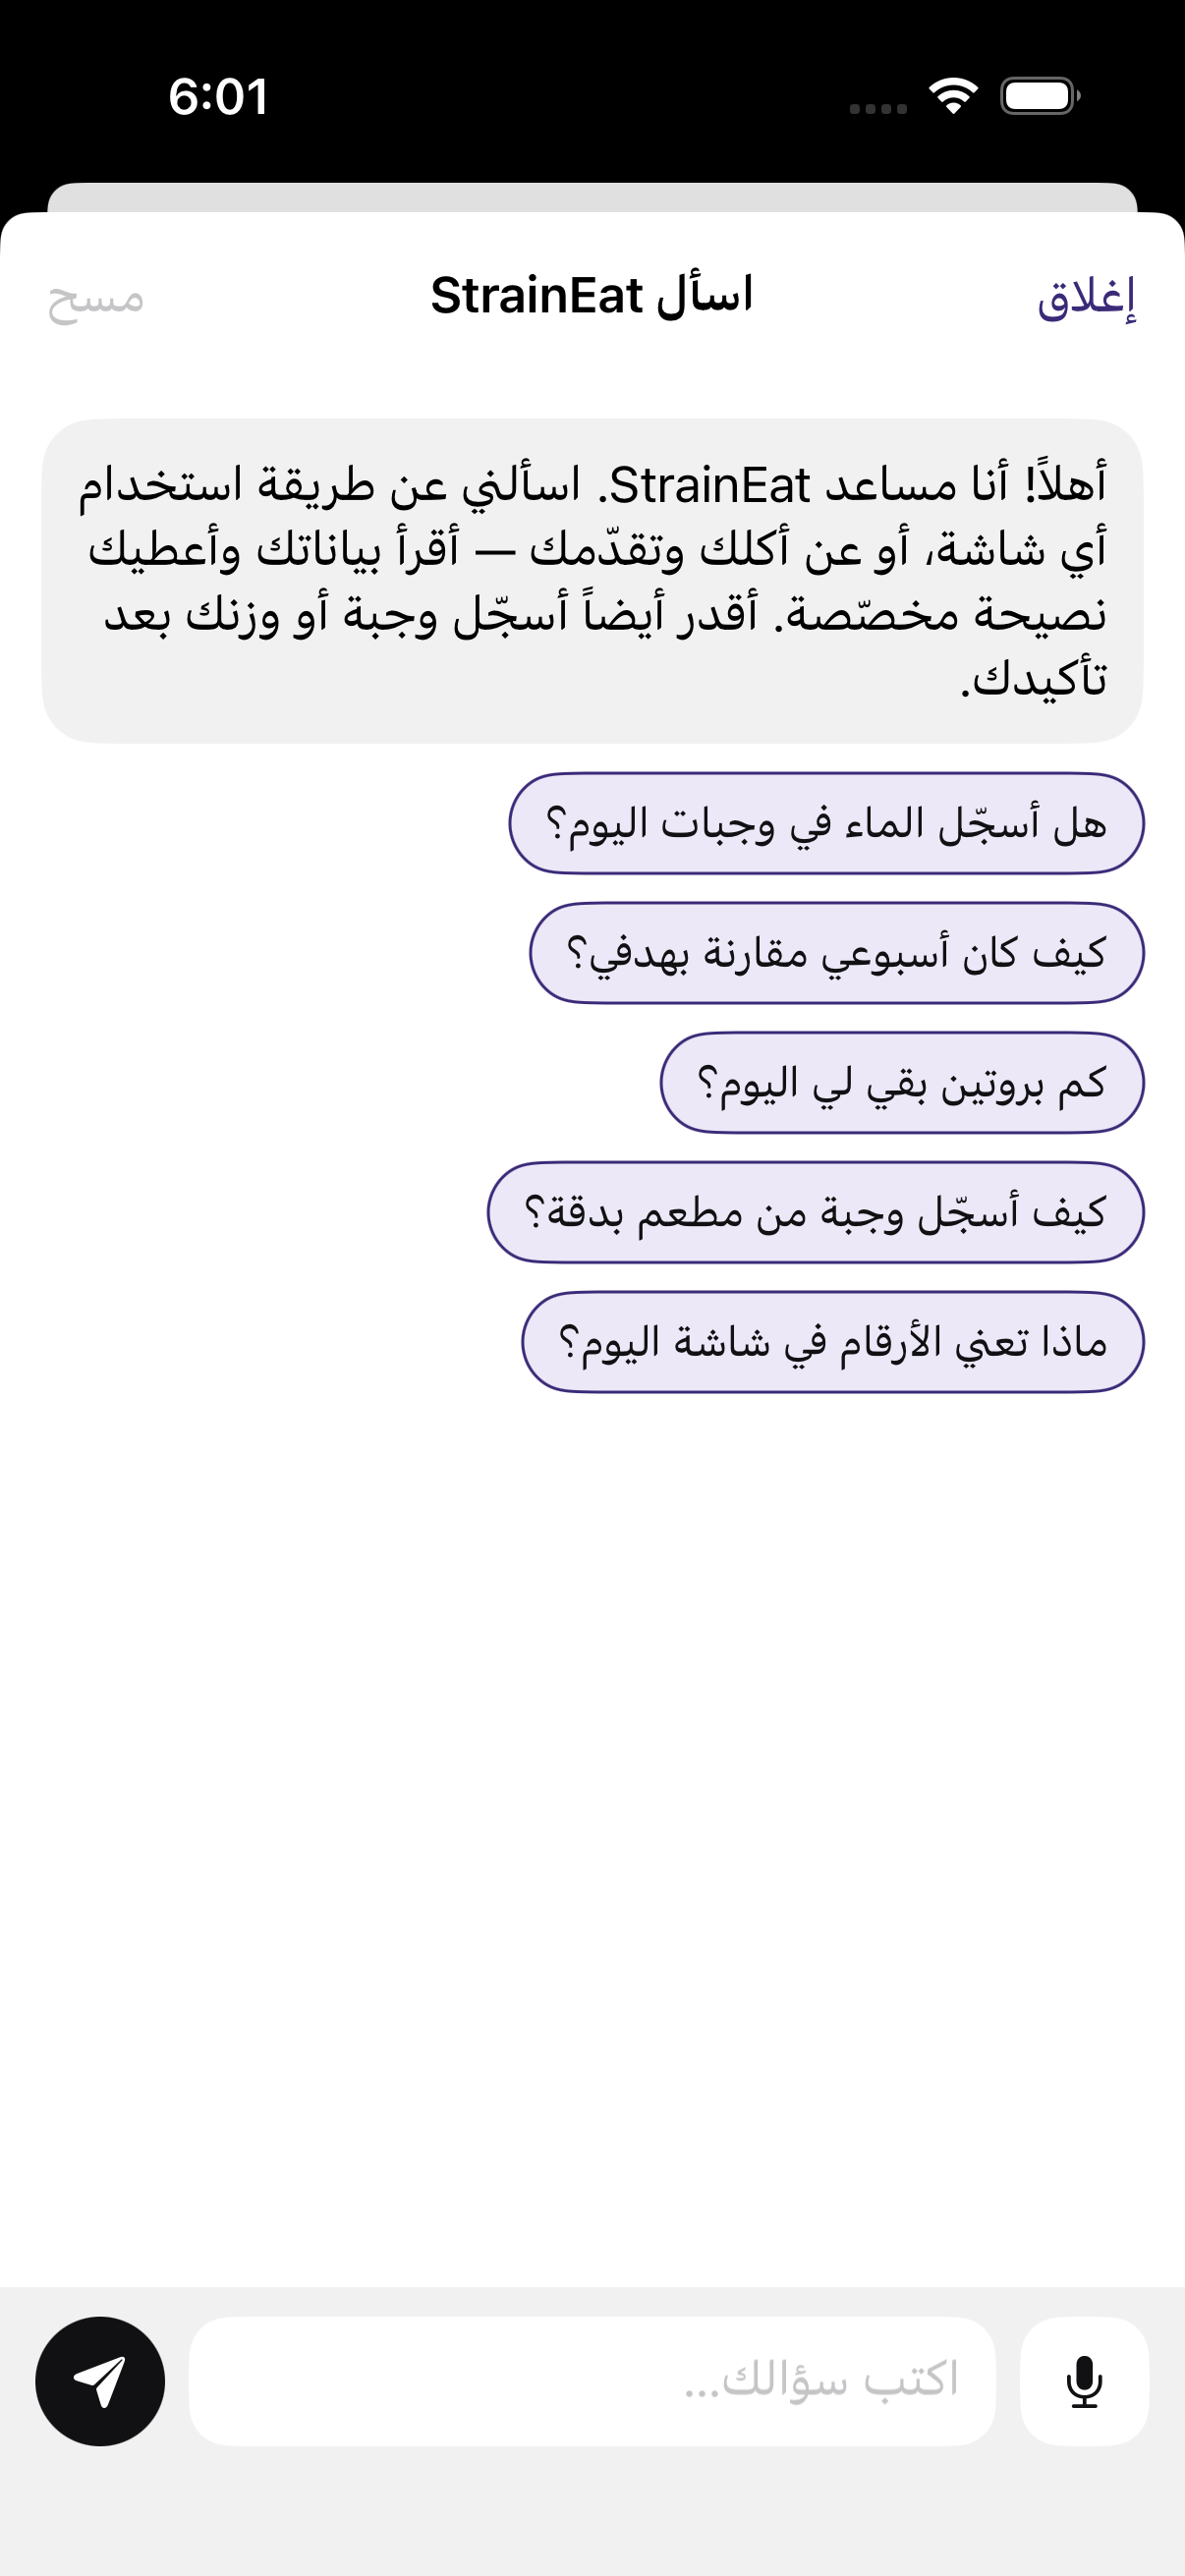 6:01
إغلاق
اسأل StrainEat
مسح
أهلاً! أنا مساعد StrainEat. اسألني عن طريقة استخدام
أي شاشة، أو عن أكلك وتقدّمك — أقرأ بياناتك وأعطيك
نصيحة مخصّصة. أقدر أيضاً أسجّل وجبة أو وزنك بعد
تأكيدك.
هل أسجّل الماء في وجبات اليوم؟
كيف كان أسبوعي مقارنة بهدفي؟
كم بروتين بقي لي اليوم؟
كيف أسجّل وجبة من مطعم بدقة؟
ماذا تعني الأرقام في شاشة اليوم؟
اكتب سؤالك...